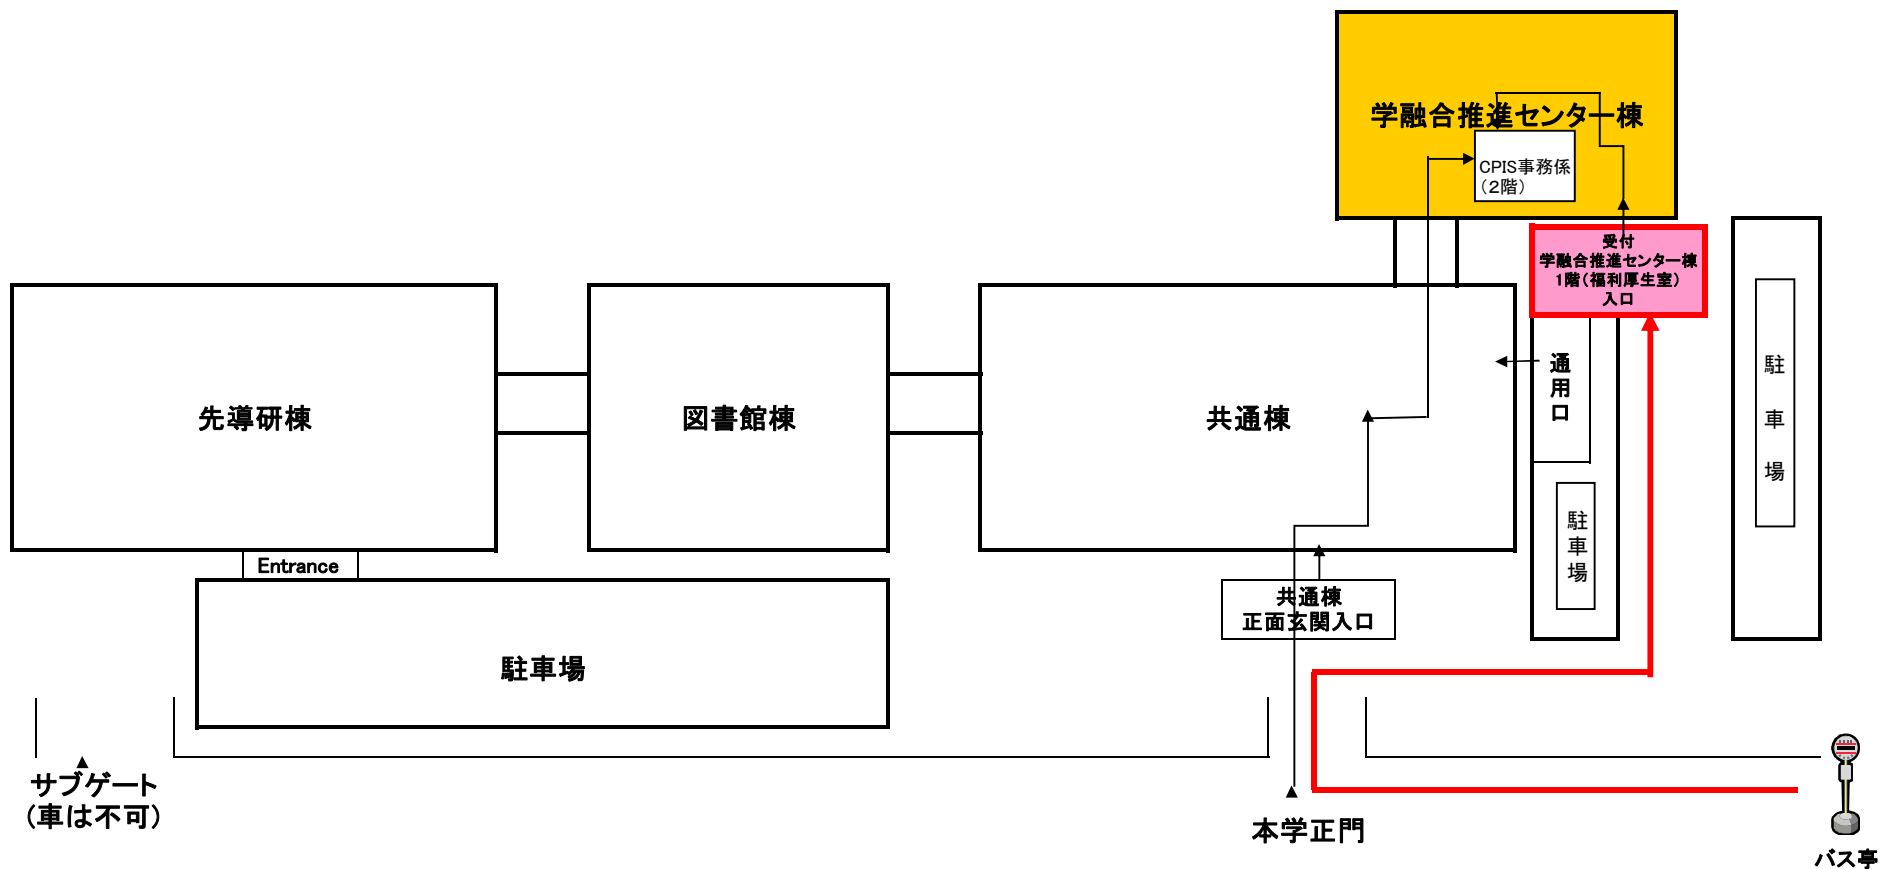 学融合推進センター棟
CPIS事務係
（２階）
受付
学融合推進センター棟
1階（福利厚生室）
入口
先導研棟
図書館棟
共通棟
通
用
口
駐
車
場
駐
車
場
Entrance
共通棟
正面玄関入口
駐車場
サブゲート
（車は不可）
本学正門
バス亭